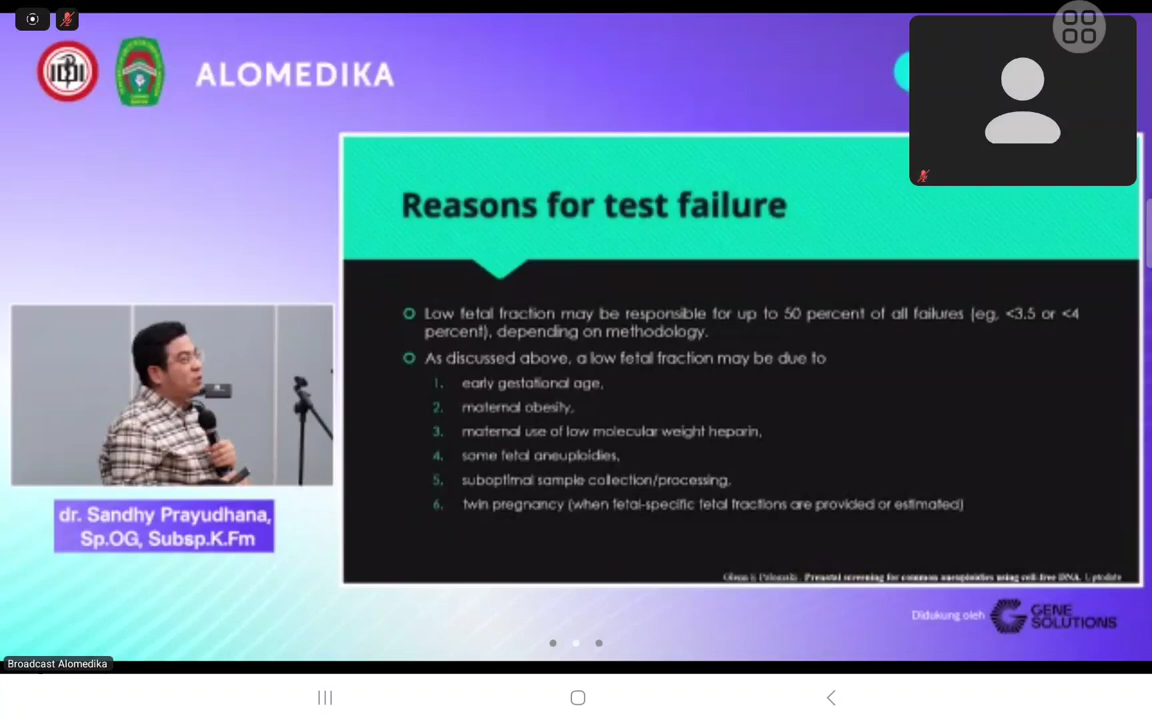 ALOMEDIKA
Reasons for test failure
Low fetal fraction may be responsible for up to 50 percent of all failures (eg, <3.5 or <4
percent), depending on methodology.
As discussed above, a low fetal fraction may be due to
1. early gestational age,
2. maternal obesity,
3. maternal use of low molecular weight heparin,
4. some fetal aneuploidies,
5. suboptimal sample collection/processing,
6. twin pregnancy (when fetal-specific fetal fractions are provided or estimated)
Glenn E Palomaki. Prenatal screening for common aneuploidies using cell-free DNA. Uptodate
dr. Sandhy Prayudhana,
Sp.OG, Subsp.K.Fm
Didukung oleh
GENE
SOLUTIONS
Broadcast Alomedika